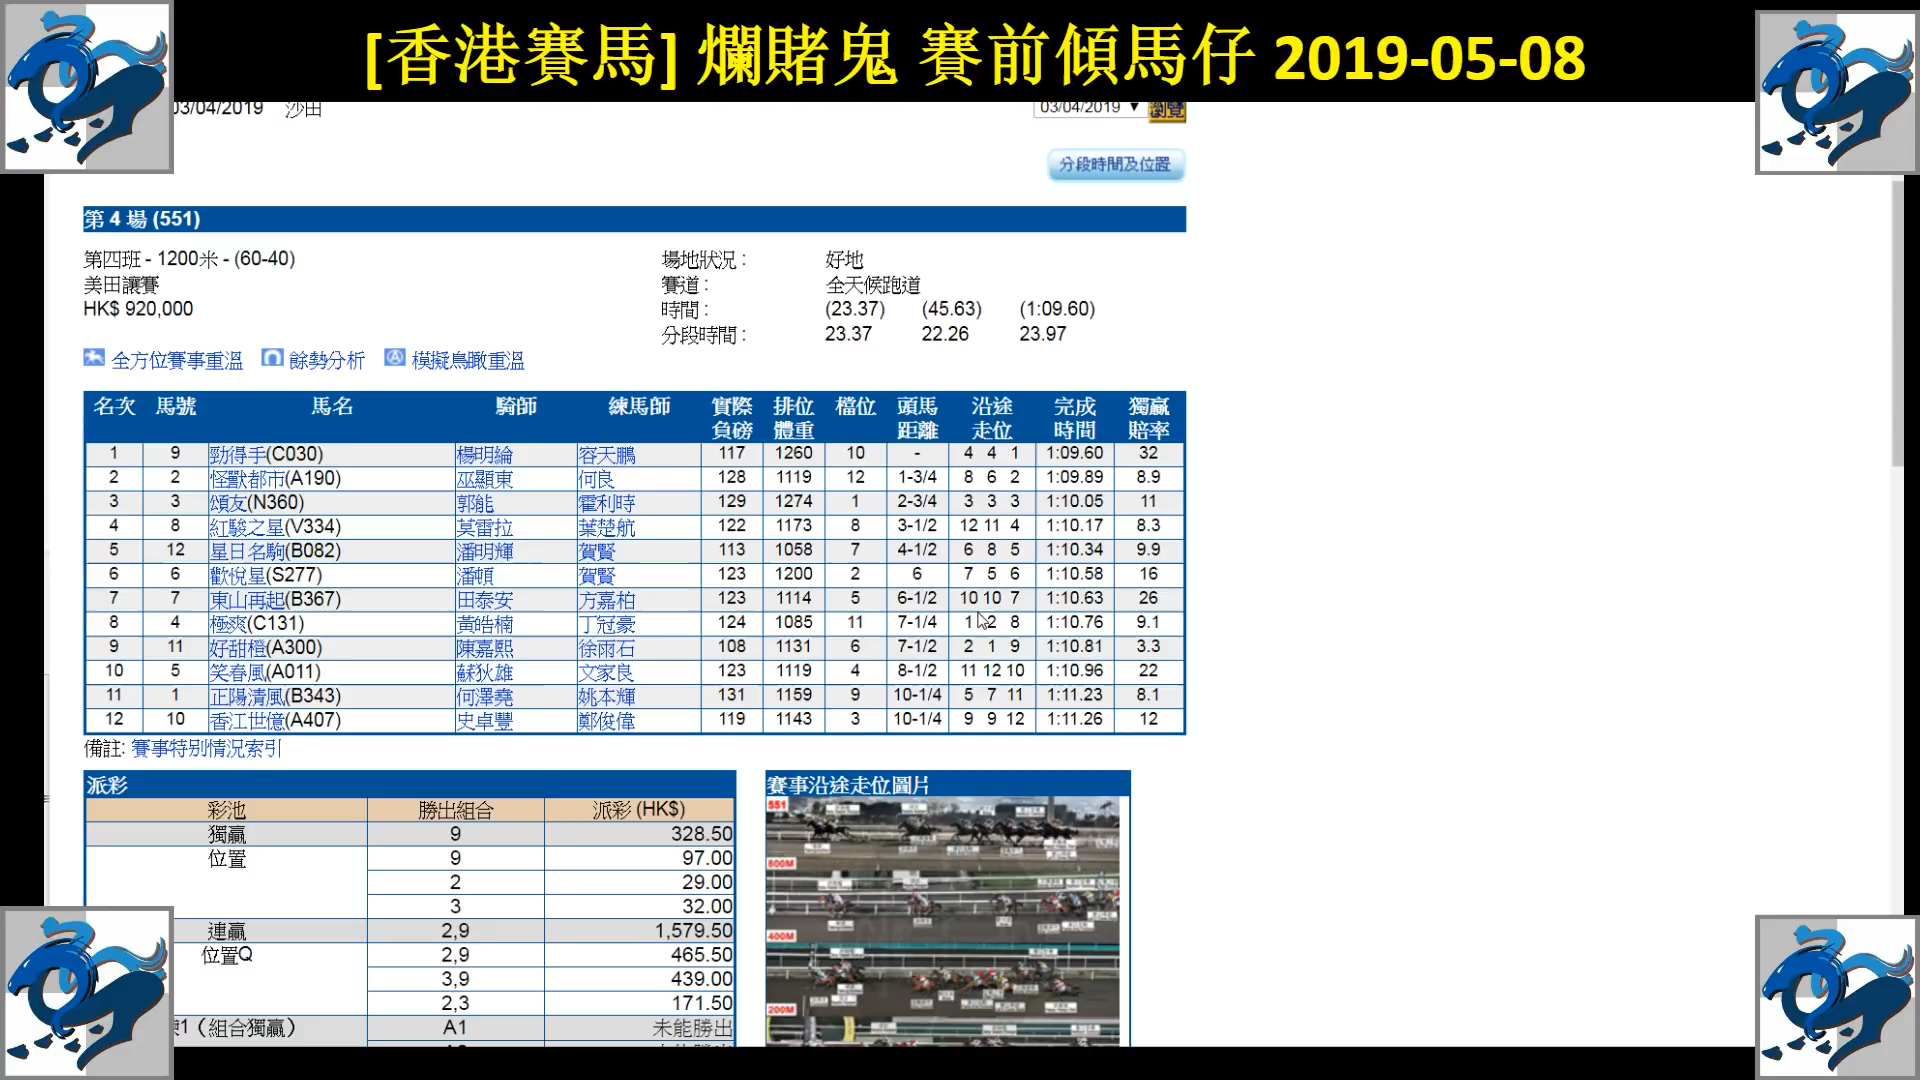 [香港賽馬] 爛賭鬼 賽前傾馬仔 2019-05-08
03/04/2019 沙田 03/04/2019 ▼ 瀏覽
分段時間及位置
第 4 場 (551)
第四班 - 1200米 - (60-40) 場地狀況 : 好地
美田讓賽 賽道 : 全天候跑道
HK$ 920,000 時間 : (23.37) (45.63) (1:09.60)
分段時間 : 23.37 22.26 23.97
全方位賽事重溫 餘勢分析 模擬鳥瞰重溫
名次 馬號 馬名 騎師 練馬師 實際負磅 排位體重 檔位 頭馬距離 沿途走位 完成時間 獨贏賠率
1 9 勁得手(C030) 楊明綸 容天鵬 117 1260 10 - 4 4 1 1:09.60 32
2 2 怪獸都市(A190) 巫顯東 何良 128 1119 12 1-3/4 8 6 2 1:09.89 8.9
3 3 頌友(N360) 郭能 霍利時 129 1274 1 2-3/4 3 3 3 1:10.05 11
4 8 紅駿之星(V334) 莫雷拉 葉楚航 122 1173 8 3-1/2 12 11 4 1:10.17 8.3
5 12 星日名駒(B082) 潘明輝 賀賢 113 1058 7 4-1/2 6 8 5 1:10.34 9.9
6 6 歡悅星(S277) 潘頓 賀賢 123 1200 2 6 7 5 6 1:10.58 16
7 7 東山再起(B367) 田泰安 方嘉柏 123 1114 5 6-1/2 10 10 7 1:10.63 26
8 4 極爽(C131) 黃皓楠 丁冠豪 124 1085 11 7-1/4 1 2 8 1:10.76 9.1
9 11 好甜橙(A300) 陳嘉熙 徐雨石 108 1131 6 7-1/2 2 1 9 1:10.81 3.3
10 5 笑春風(A011) 蘇狄雄 文家良 123 1119 4 8-1/2 11 12 10 1:10.96 22
11 1 正陽清風(B343) 何澤堯 姚本輝 131 1159 9 10-1/4 5 7 11 1:11.23 8.1
12 10 香江世億(A407) 史卓豐 鄭俊偉 119 1143 3 10-1/4 9 9 12 1:11.26 12
備註: 賽事特別情況索引
派彩 賽事沿途走位圖片
彩池 勝出組合 派彩 (HK$)
獨贏 9 328.50
位置 9 97.00
2 29.00
3 32.00
連贏 2,9 1,579.50
位置Q 2,9 465.50
3,9 439.00
2,3 171.50
1（組合獨贏） A1 未能勝出
551
800M
400M
200M